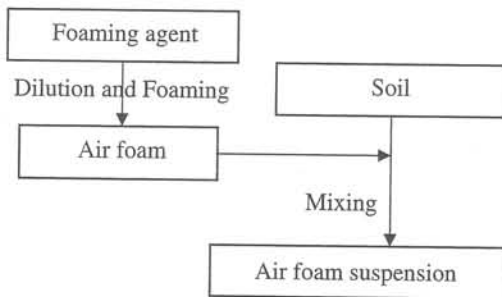 Foaming agent
Dilution and Foaming
Soil
Air foam
Mixing
Air foam suspension